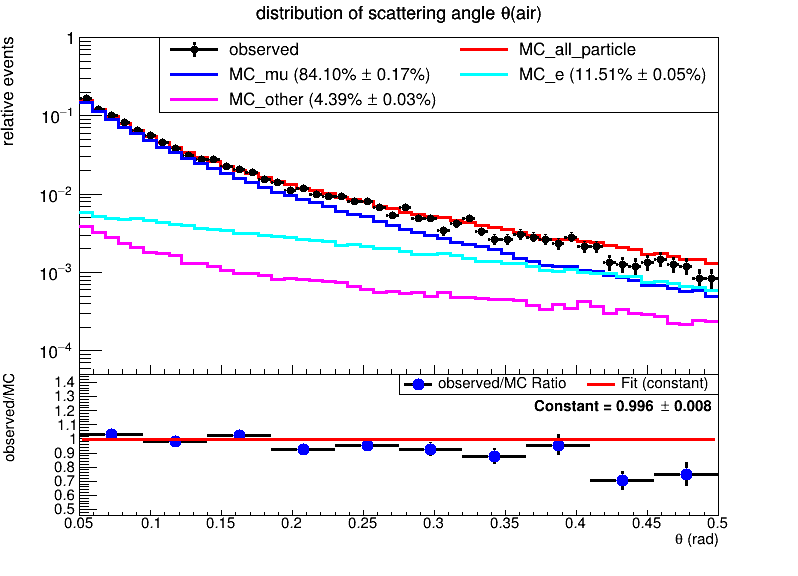 distribution of scattering angle θ(air)
relative events
observed
MC_all_particle
MC_mu (84.10% ± 0.17%)
MC_e (11.51% ± 0.05%)
MC_other (4.39% ± 0.03%)
1
10⁻¹
10⁻²
10⁻³
10⁻⁴
observed/MC
observed/MC Ratio
Fit (constant)
Constant = 0.996 ± 0.008
1.4
1.3
1.2
1.1
1
0.9
0.8
0.7
0.6
0.5
0.05 0.1 0.15 0.2 0.25 0.3 0.35 0.4 0.45 0.5
θ (rad)